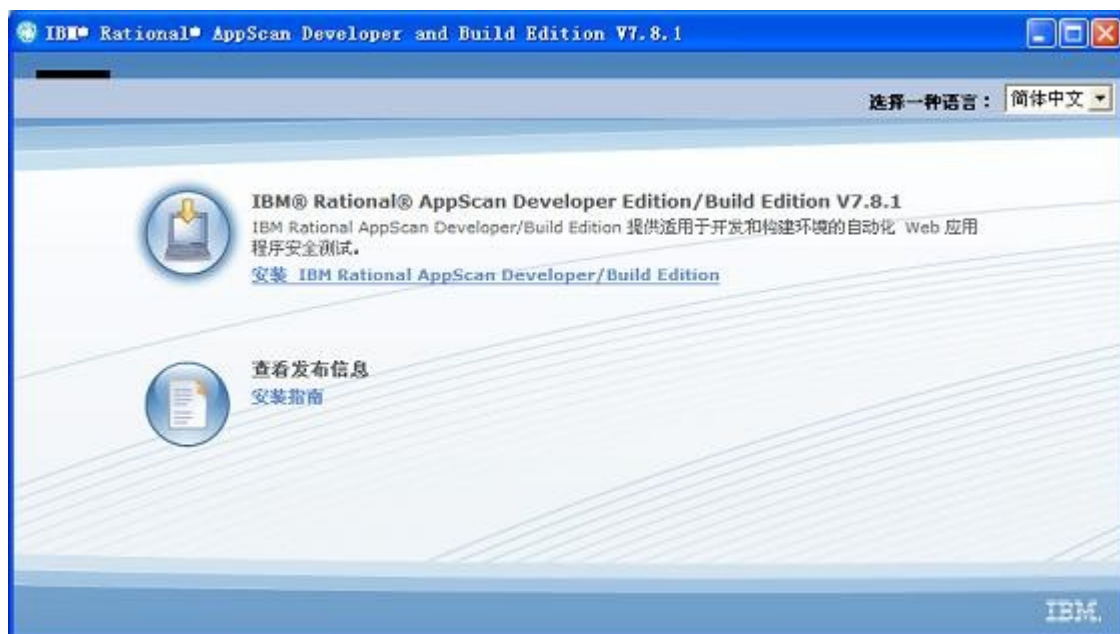 IBM® Rational® AppScan Developer and Build Edition V7.8.1
选择一种语言： 简体中文
IBM® Rational® AppScan Developer Edition/Build Edition V7.8.1
IBM Rational AppScan Developer/Build Edition 提供适用于开发和构建环境的自动化 Web 应用
程序安全测试。
安装 IBM Rational AppScan Developer/Build Edition
查看发布信息
安装指南
IBM.